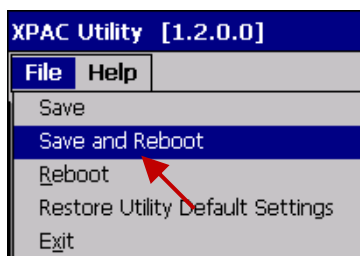 XPAC Utility [1.2.0.0]
File Help
Save
Save and Reboot
Reboot
Restore Utility Default Settings
Exit